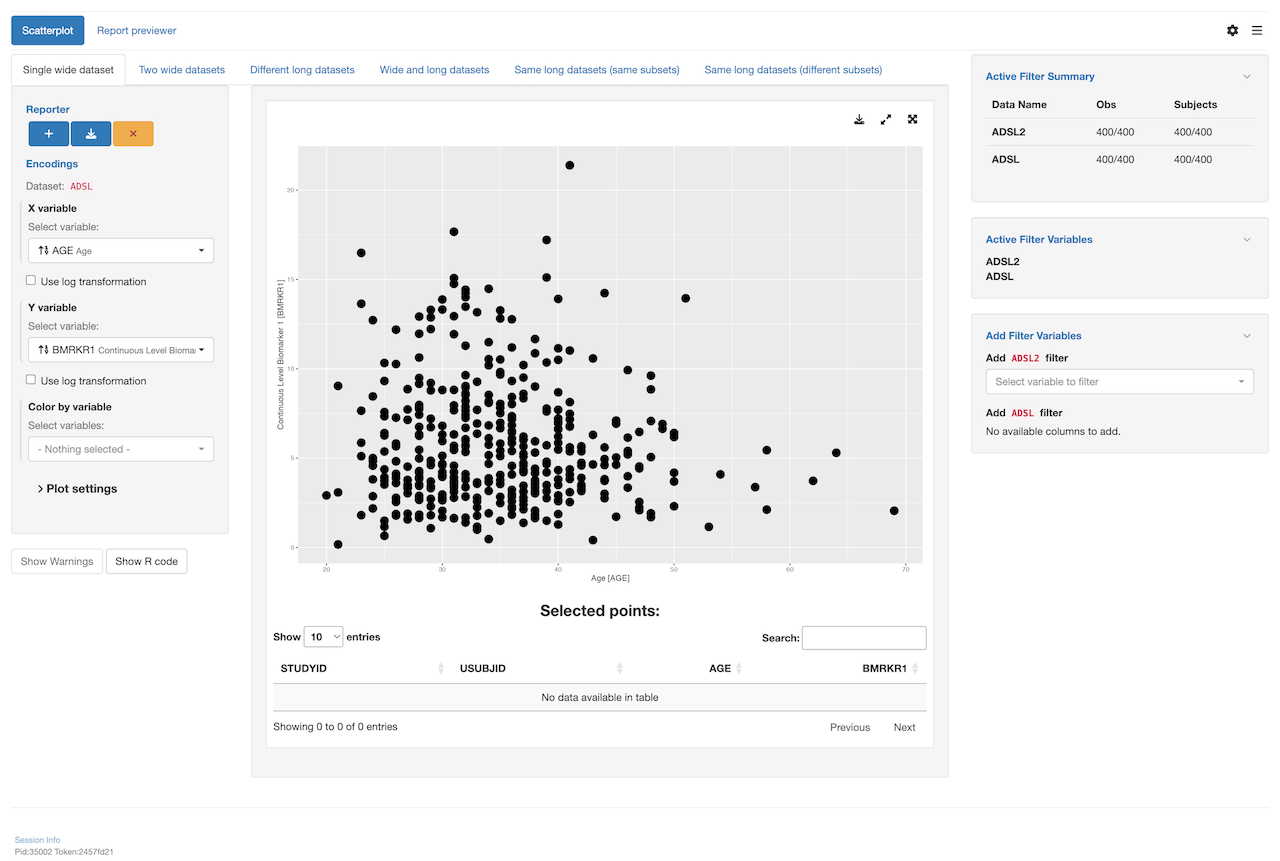 Scatterplot Report previewer
Single wide dataset Two wide datasets Different long datasets Wide and long datasets Same long datasets (same subsets) Same long datasets (different subsets)
Reporter
Encodings
Dataset: ADSL
X variable
Select variable:
AGE Age
Use log transformation
Y variable
Select variable:
BMRKR1 Continuous Level Biomar
Use log transformation
Color by variable
Select variables:
- Nothing selected -
Plot settings
Show Warnings Show R code
Continuous Level Biomarker 1 [BMRKR1]
20
15
10
5
0
20 30 40 50 60 70
Age [AGE]
Selected points:
Show 10 entries Search:
STUDYID USUBJID AGE BMRKR1
No data available in table
Showing 0 to 0 of 0 entries Previous Next
Active Filter Summary
Data Name Obs Subjects
ADSL2 400/400 400/400
ADSL 400/400 400/400
Active Filter Variables
ADSL2
ADSL
Add Filter Variables
Add ADSL2 filter
Select variable to filter
Add ADSL filter
No available columns to add.
Session Info
Pid:35002 Token:2457fd21